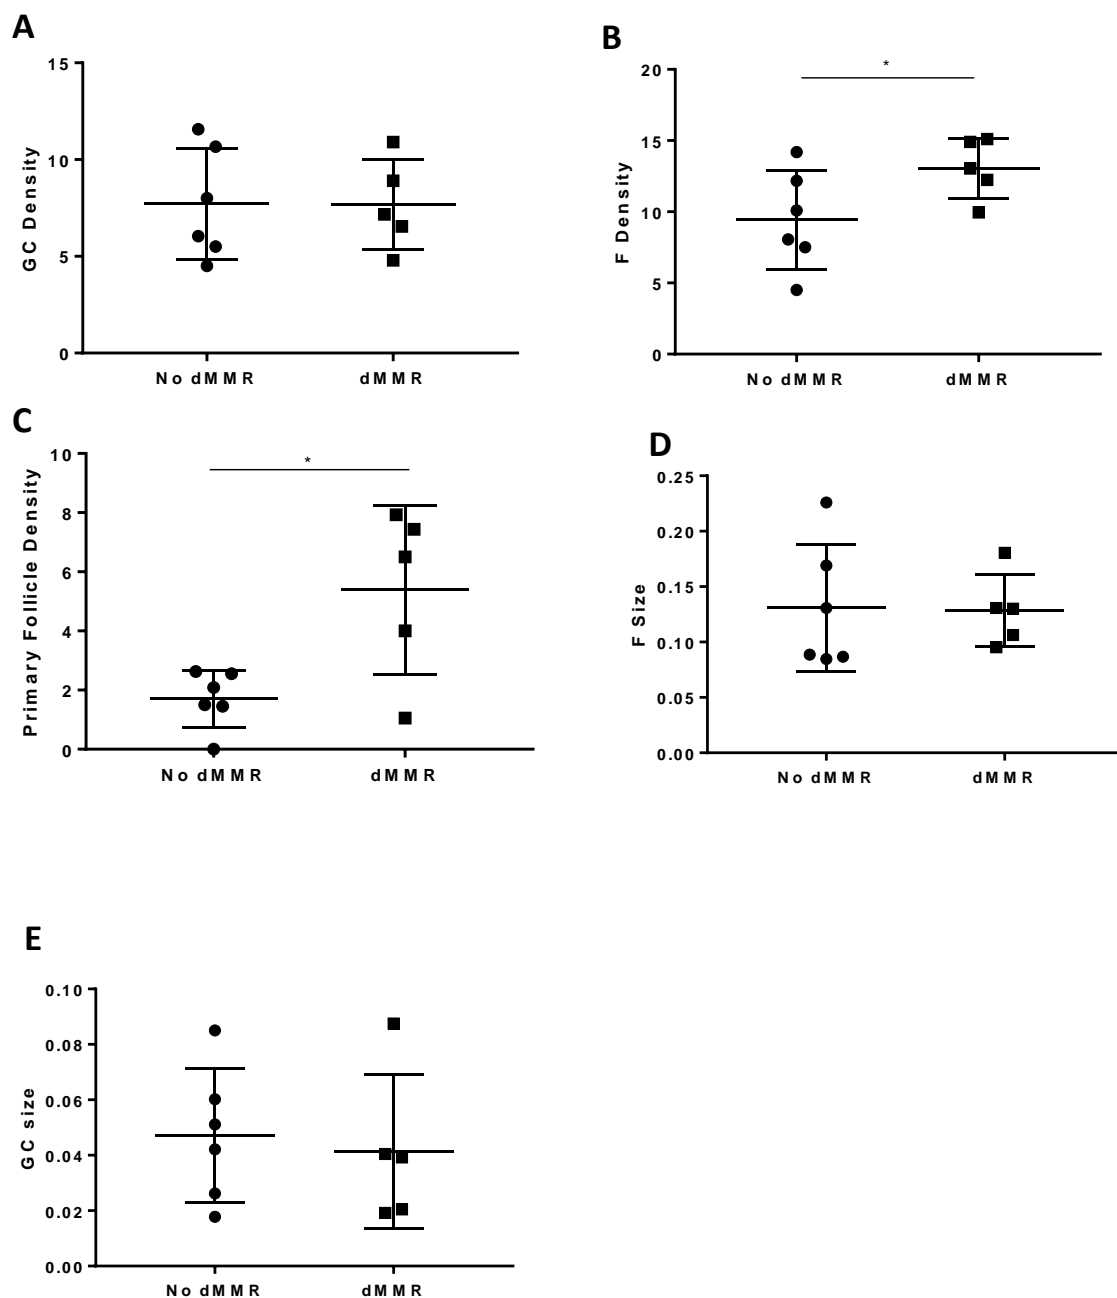 A
GC Density
15
10
5
0
No dMMR
dMMR
B
F Density
20
15
10
5
0
*
No dMMR
dMMR
C
Primary Follicle Density
10
8
6
4
2
0
*
No dMMR
dMMR
D
F Size
0.25
0.20
0.15
0.10
0.05
0.00
No dMMR
dMMR
E
GC size
0.10
0.08
0.06
0.04
0.02
0.00
No dMMR
dMMR